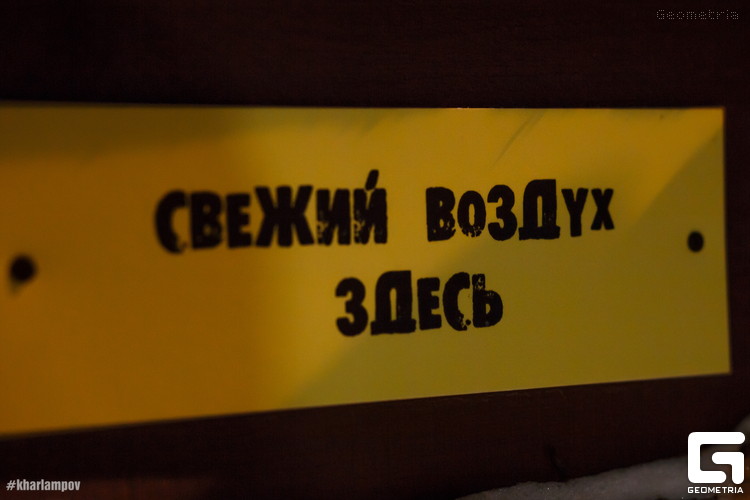 Geometria
СВЕЖИЙ ВОЗДУХ
ЗДЕСЬ
#kharlampov
GEOMETRIA